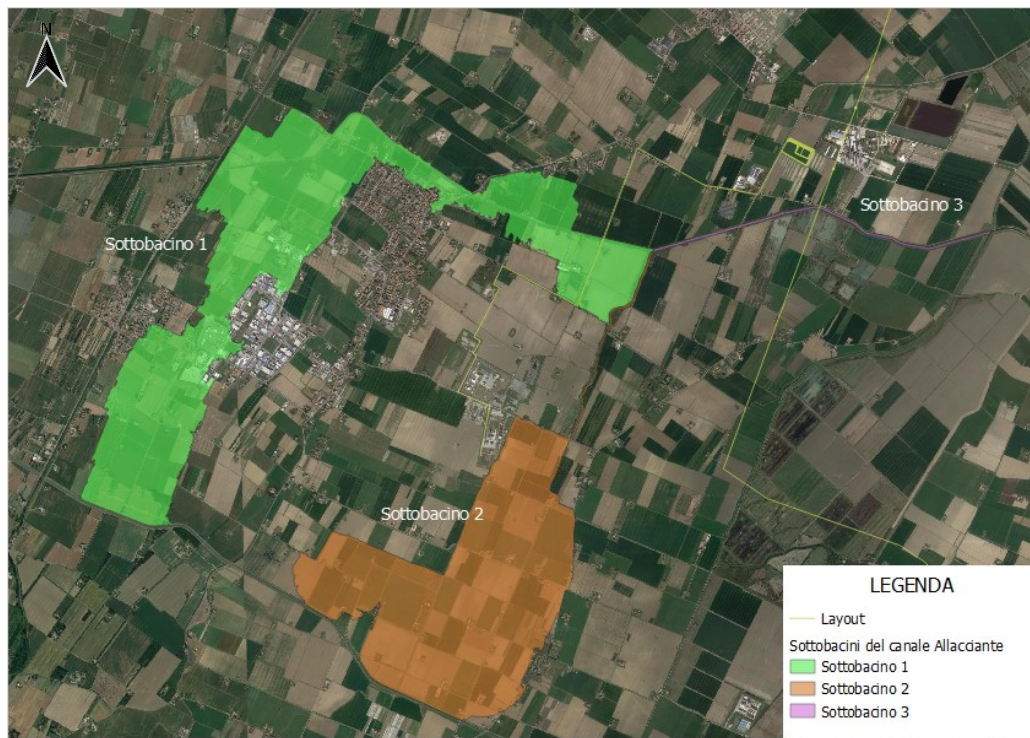 N
Sottobacino 1
Sottobacino 3
Sottobacino 2
LEGENDA
Layout
Sottobacini del canale Allacciante
Sottobacino 1
Sottobacino 2
Sottobacino 3